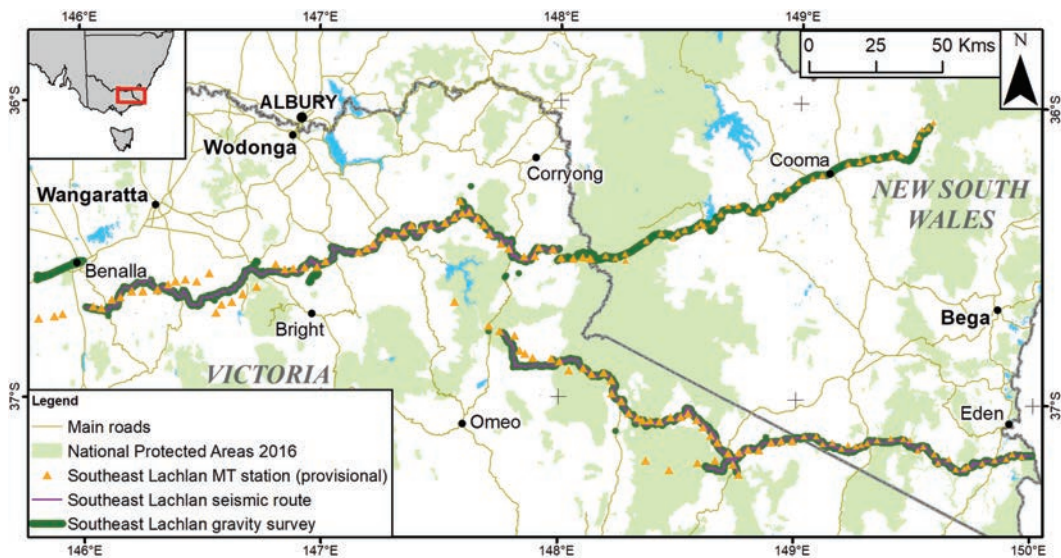 146°E 147°E 148°E 149°E
0 25 50 Kms
N
36°S 36°S
ALBURY
Wodonga
Corryong
Cooma
Wangaratta
NEW SOUTH
WALES
Benalla
Bright
Bega
VICTORIA
37°S 37°S
Omeo
Eden
Legend
Main roads
National Protected Areas 2016
Southeast Lachlan MT station (provisional)
Southeast Lachlan seismic route
Southeast Lachlan gravity survey
146°E 147°E 148°E 149°E 150°E